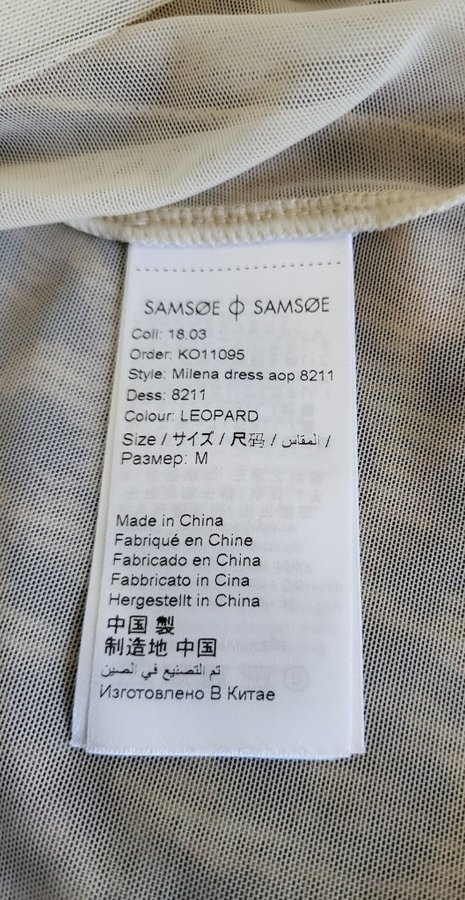 SAMSØE ɸ SAMSØE
Coll: 18.03
Order: KO11095
Style: Milena dress aop 8211
Dess: 8211
Colour: LEOPARD
Size / サイズ / 尺码 / المقاس /
Размер: M
Made in China
Fabriqué en Chine
Fabricado en China
Fabbricato in Cina
Hergestellt in China
中国 製
制造地 中国
تم التصنيع في الصين
Изготовлено В Китае